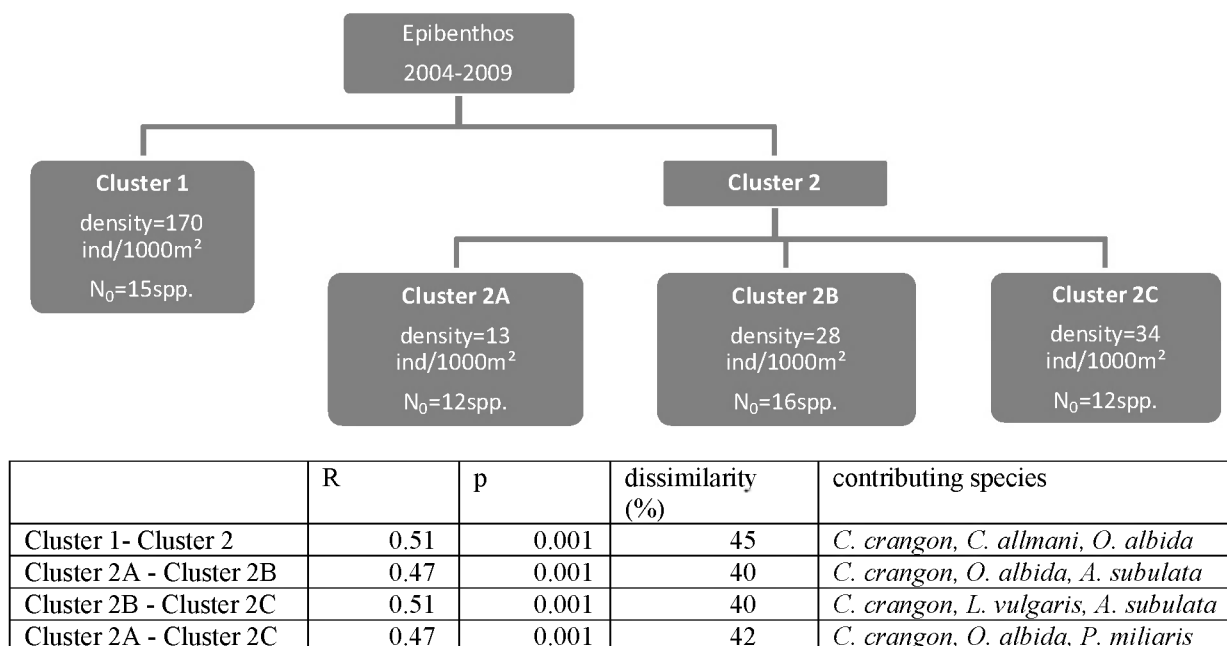 Epibenthos
2004-2009
Cluster 1
density=170
ind/1000m²
N₀=15spp.
Cluster 2
Cluster 2A
density=13
ind/1000m²
N₀=12spp.
Cluster 2B
density=28
ind/1000m²
N₀=16spp.
Cluster 2C
density=34
ind/1000m²
N₀=12spp.
R p dissimilarity (%) contributing species
Cluster 1- Cluster 2 0.51 0.001 45 C. crangon, C. allmani, O. albida
Cluster 2A - Cluster 2B 0.47 0.001 40 C. crangon, O. albida, A. subulata
Cluster 2B - Cluster 2C 0.51 0.001 40 C. crangon, L. vulgaris, A. subulata
Cluster 2A - Cluster 2C 0.47 0.001 42 C. crangon, O. albida, P. miliaris